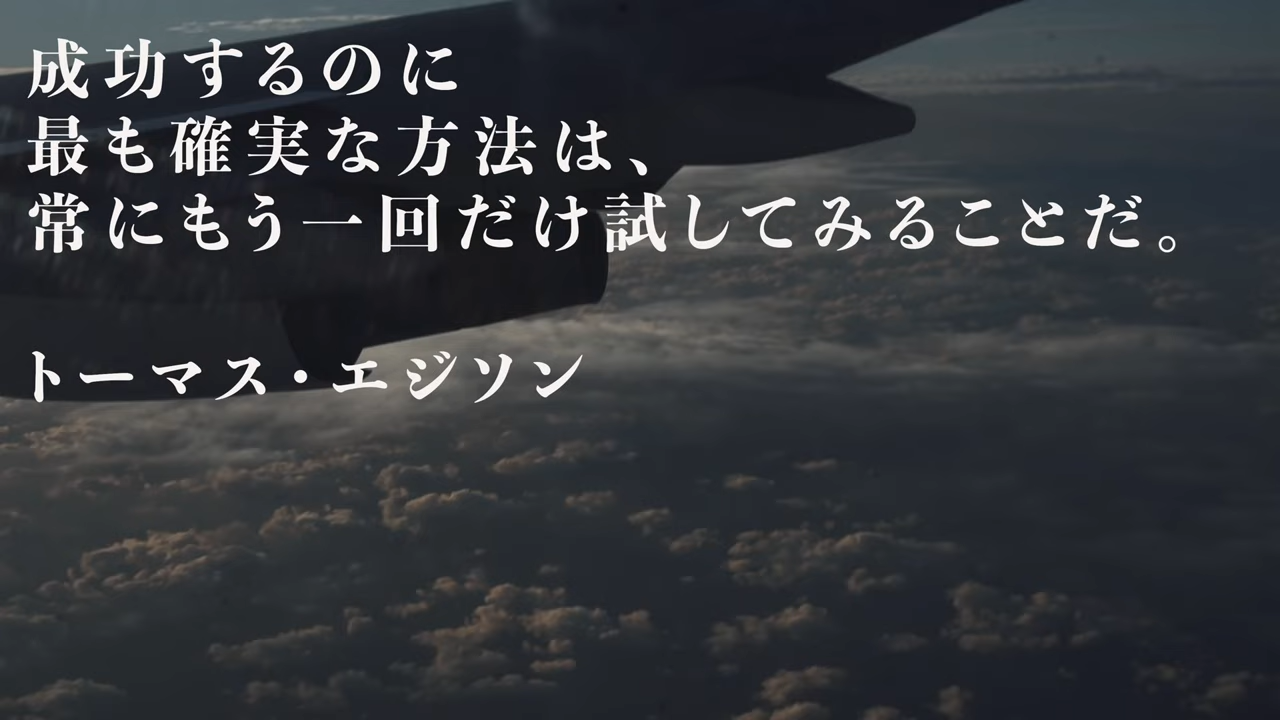 成功するのに
最も確実な方法は、
常にもう一回だけ試してみることだ。
トーマス・エジソン